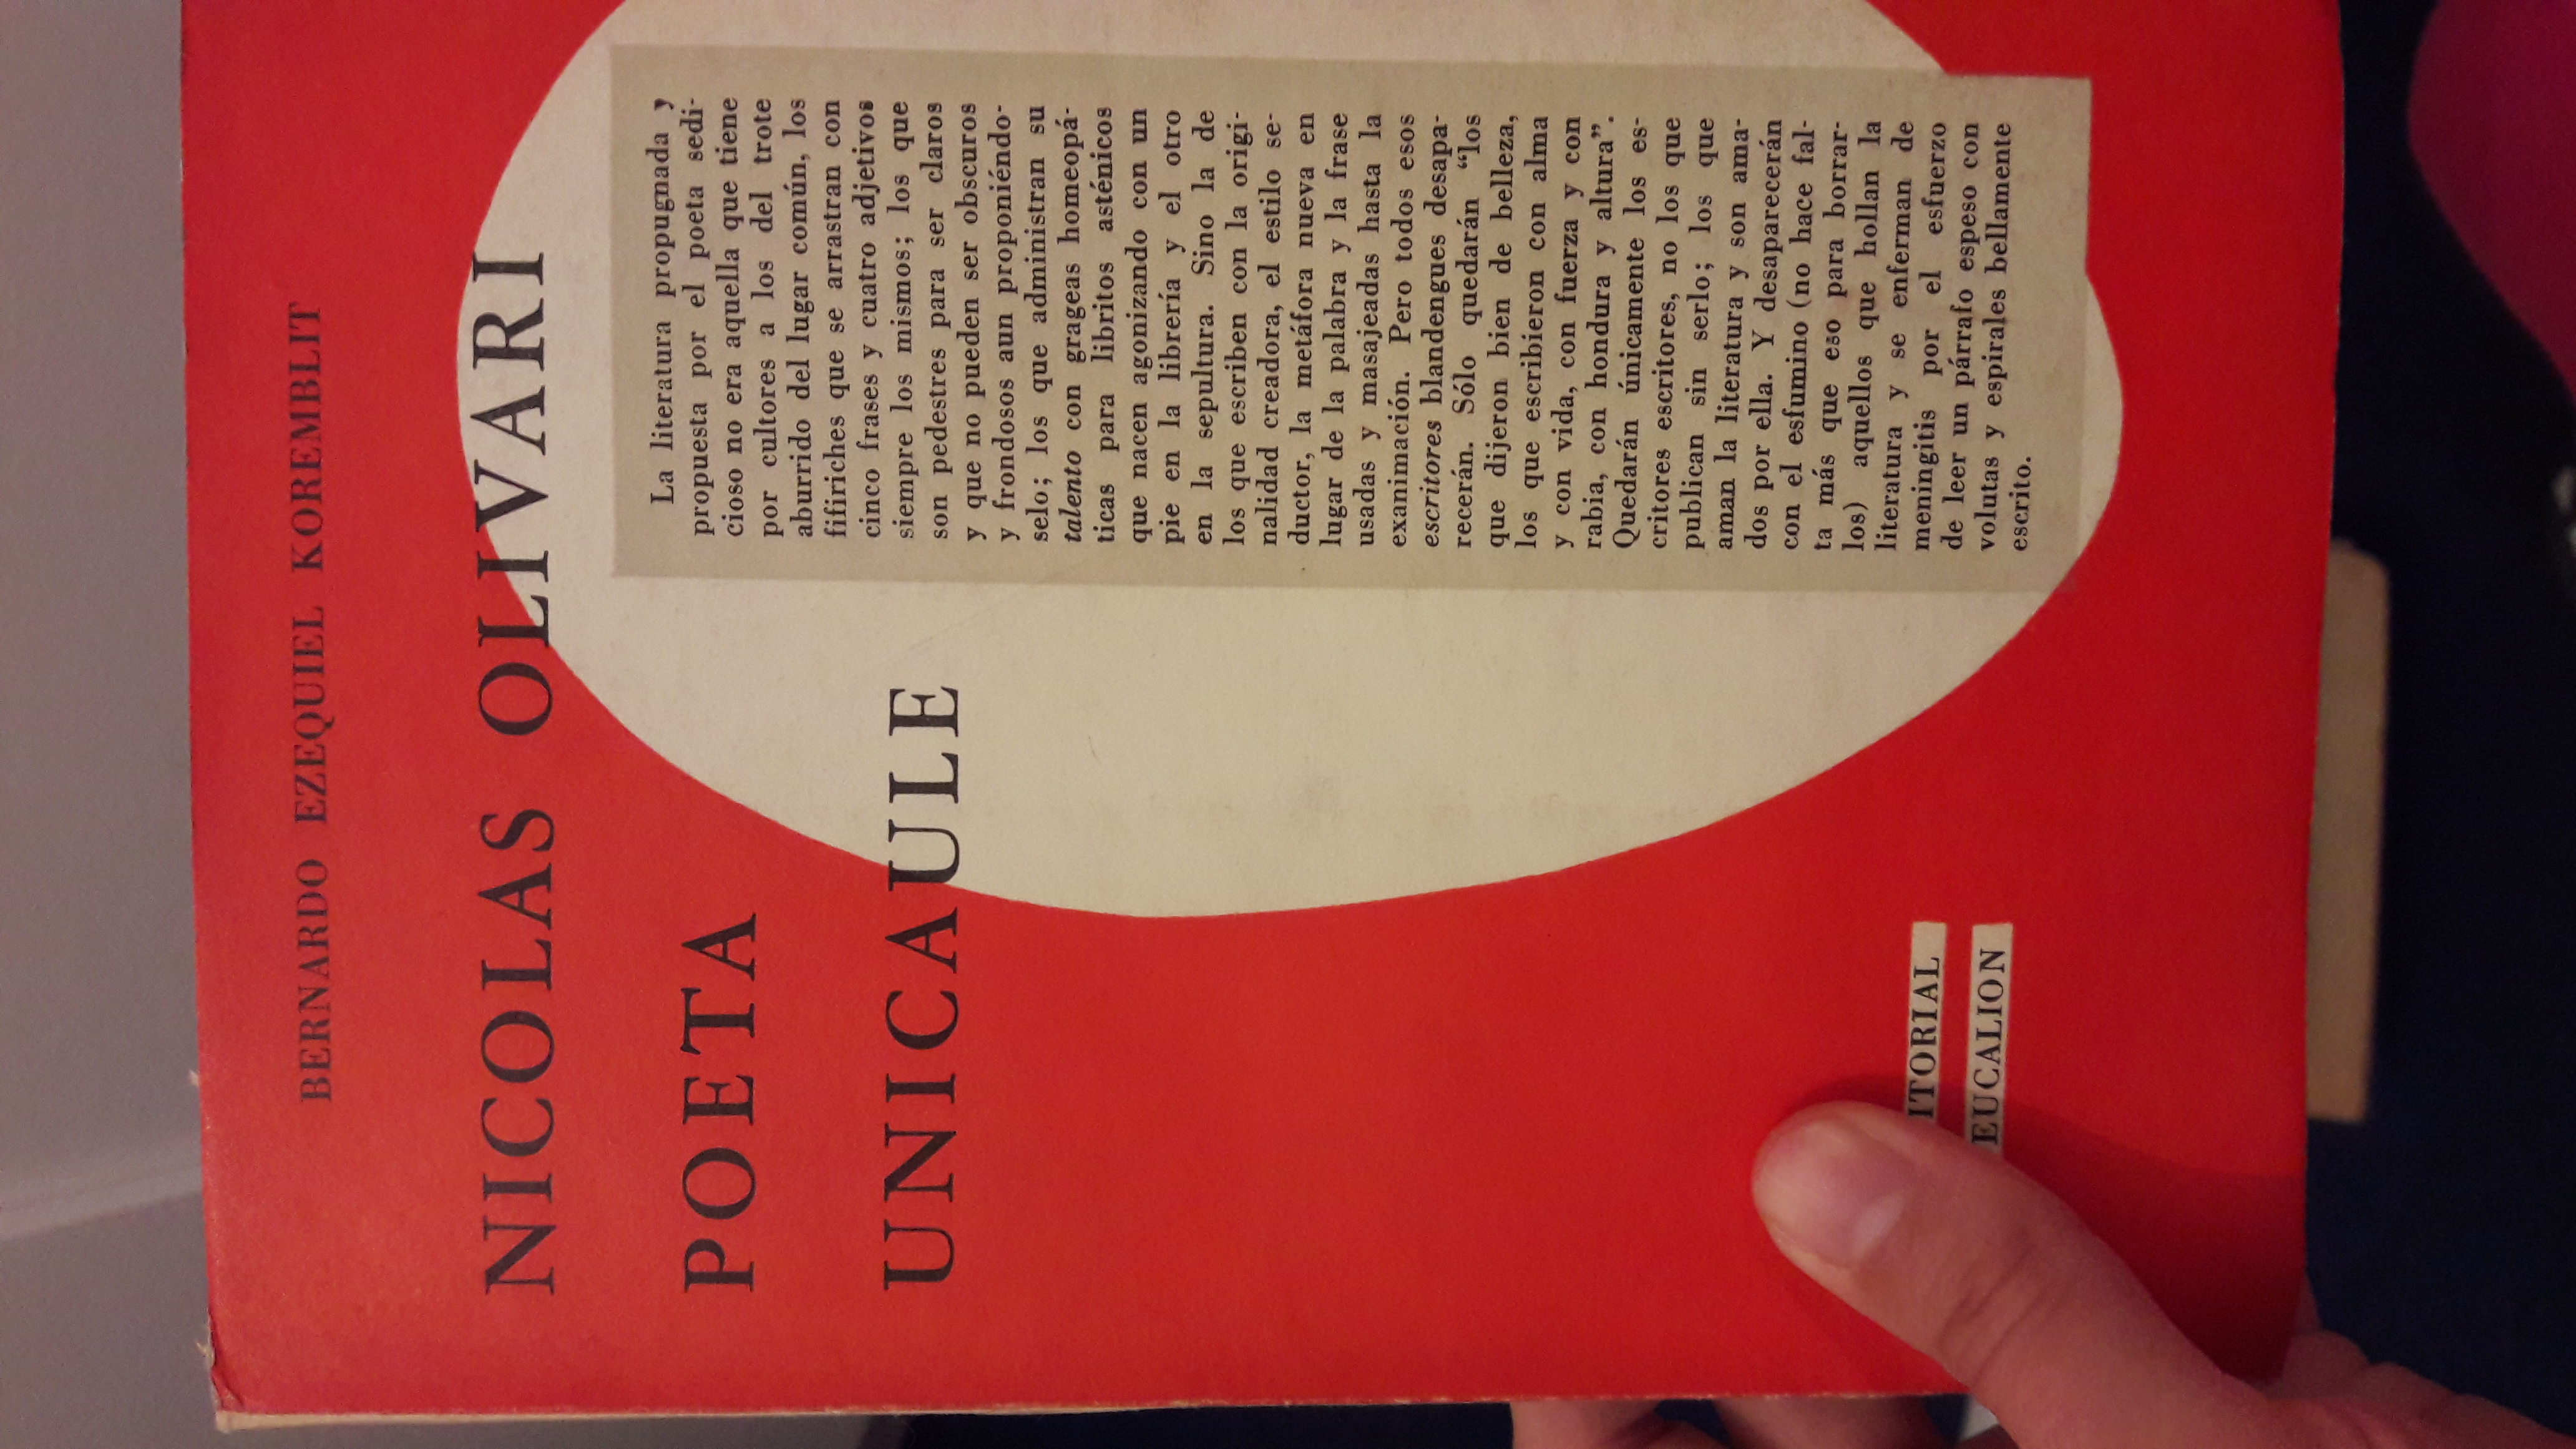 BERNARDO EZEQUIEL KOREMBLIT
NICOLAS OLIVARI
POETA
UNICAULE
La literatura propugnada y
propuesta por el poeta sedi-
cioso no era aquella que tiene
por cultores a los del trote
aburrido del lugar común, los
fifiriches que se arrastran con
cinco frases y cuatro adjetivos
siempre los mismos; los que
son pedestres para ser claros
y que no pueden ser obscuros
y frondosos aun proponiéndo-
selo; los que administran su
talento con grageas homeopá-
ticas para libritos asténicos
que nacen agonizando con un
pie en la librería y el otro
en la sepultura. Sino la de
los que escriben con la origi-
nalidad creadora, el estilo se-
ductor, la metáfora nueva en
lugar de la palabra y la frase
usadas y masajeadas hasta la
exanimación. Pero todos esos
escritores blandengues desapa-
recerán. Sólo quedarán “los
que dijeron bien de belleza,
los que escribieron con alma
y con vida, con fuerza y con
rabia, con hondura y altura”.
Quedarán únicamente los es-
critores escritores, no los que
publican sin serlo; los que
aman la literatura y son ama-
dos por ella. Y desaparecerán
con el esfumino (no hace fal-
ta más que eso para borrar-
los) aquellos que hollan la
literatura y se enferman de
meningitis por el esfuerzo
de leer un párrafo espeso con
volutas y espirales bellamente
escrito.
ITORIAL
EUCALION